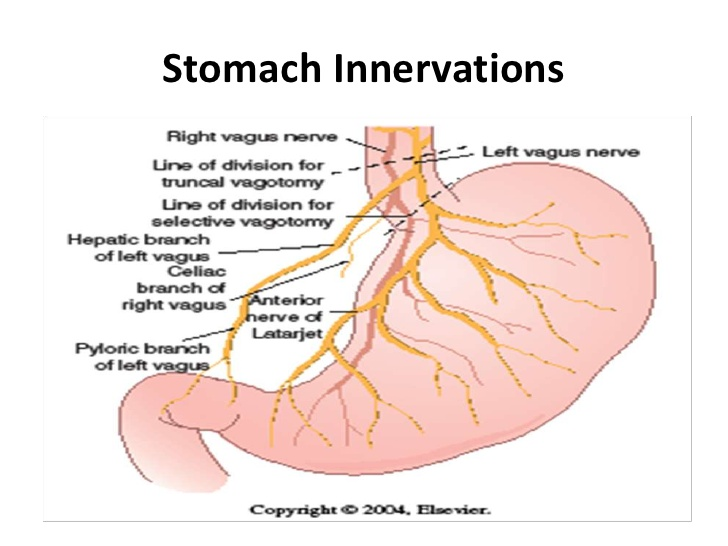 Stomach Innervations
Right vagus nerve
Left vagus nerve
Line of division for
truncal vagotomy
Line of division for
selective vagotomy
Hepatic branch
of left vagus
Celiac
branch of
right vagus
Anterior
nerve of
Latarjet
Pyloric branch
of left vagus
Copyright © 2004, Elsevier.